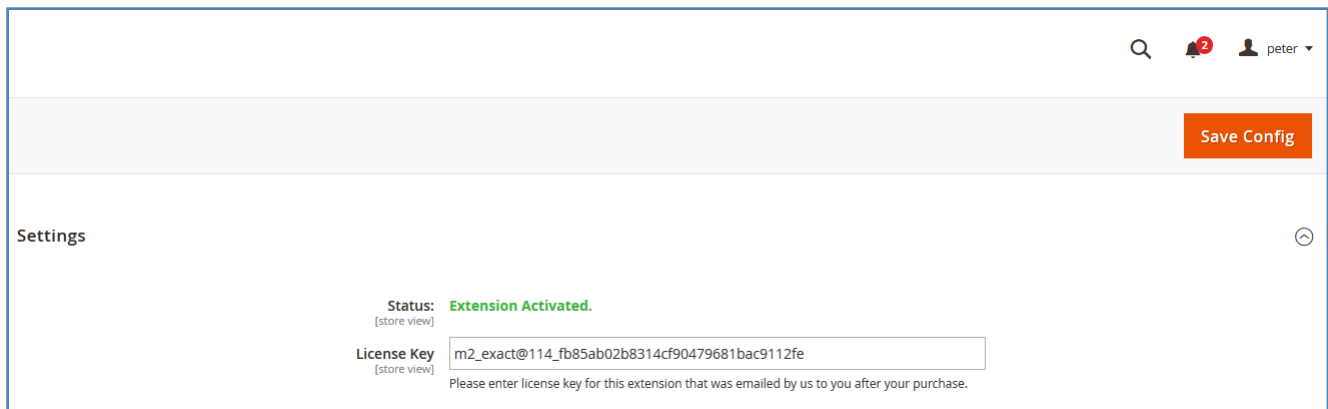 2
peter
Save Config
Settings
Status: Extension Activated.
[store view]
License Key m2_exact@114_fb85ab02b8314cf90479681bac9112fe
[store view]
Please enter license key for this extension that was emailed by us to you after your purchase.